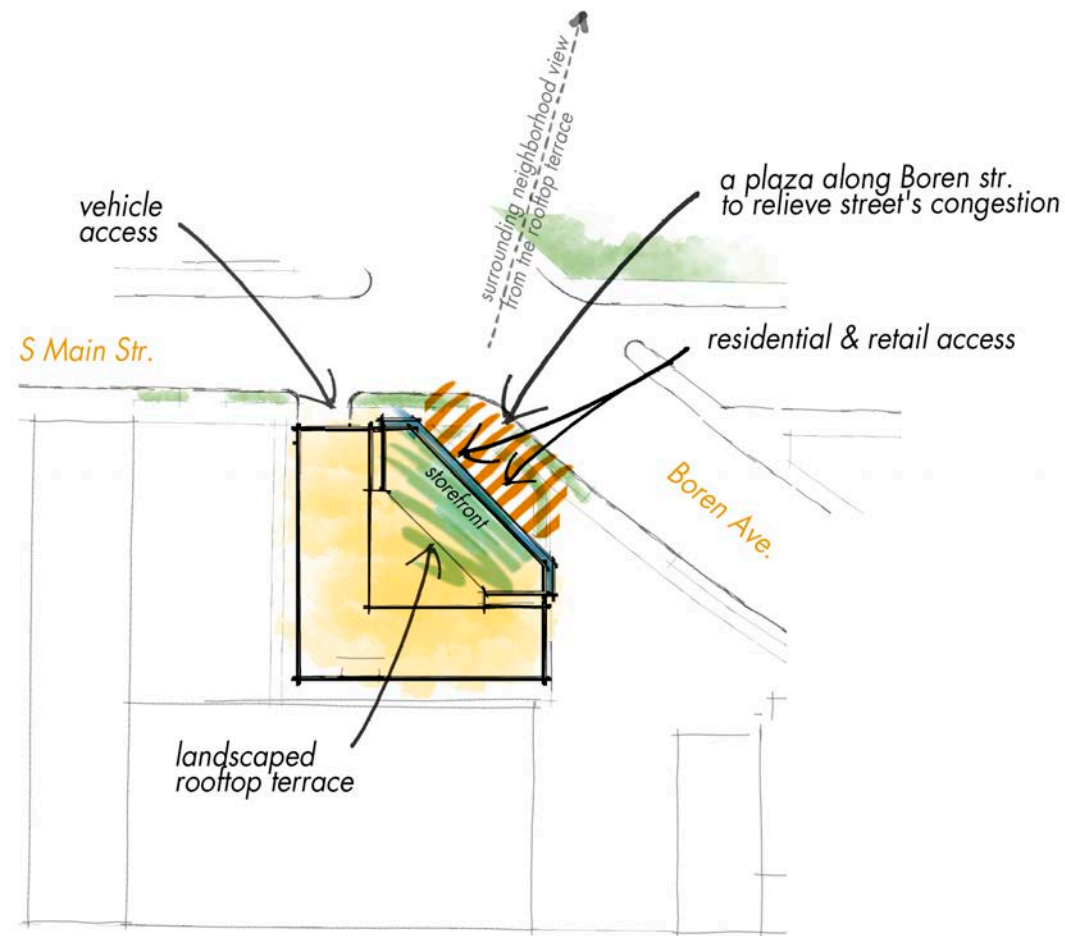 surrounding neighborhood view
from the rooftop terrace
vehicle
access
a plaza along Boren str.
to relieve street's congestion
S Main Str.
residential & retail access
storefront
Boren Ave.
landscaped
rooftop terrace